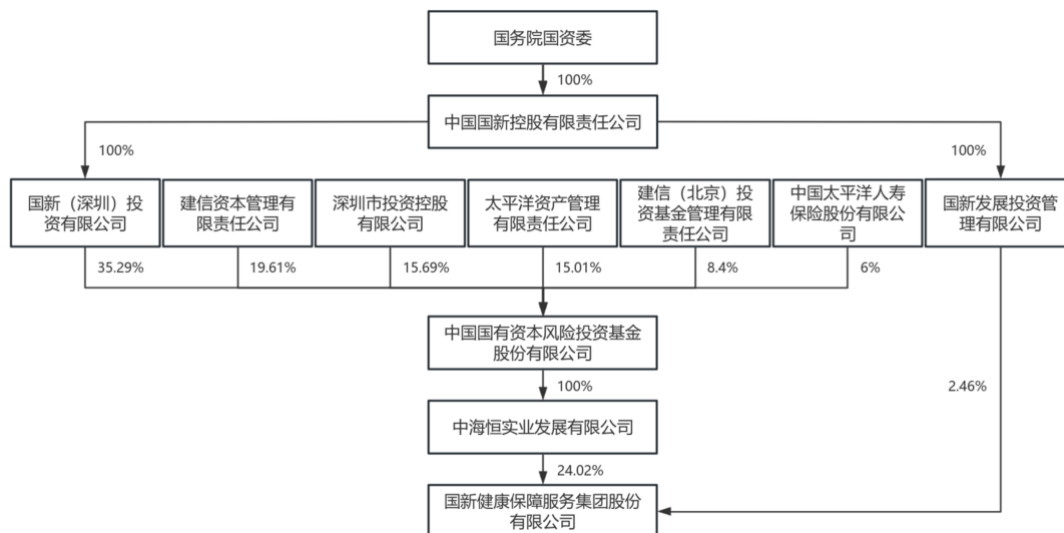 国务院国资委
100%
中国国新控股有限责任公司
100%
100%
国新（深圳）投
资有限公司
建信资本管理有
限责任公司
深圳市投资控股
有限公司
太平洋资产管理
有限责任公司
建信（北京）投
资基金管理有限
责任公司
中国太平洋人寿
保险股份有限公
司
国新发展投资管
理有限公司
35.29%
19.61%
15.69%
15.01%
8.4%
6%
中国国有资本风险投资基金
股份有限公司
100%
2.46%
中海恒实业发展有限公司
24.02%
国新健康保障服务集团股份
有限公司